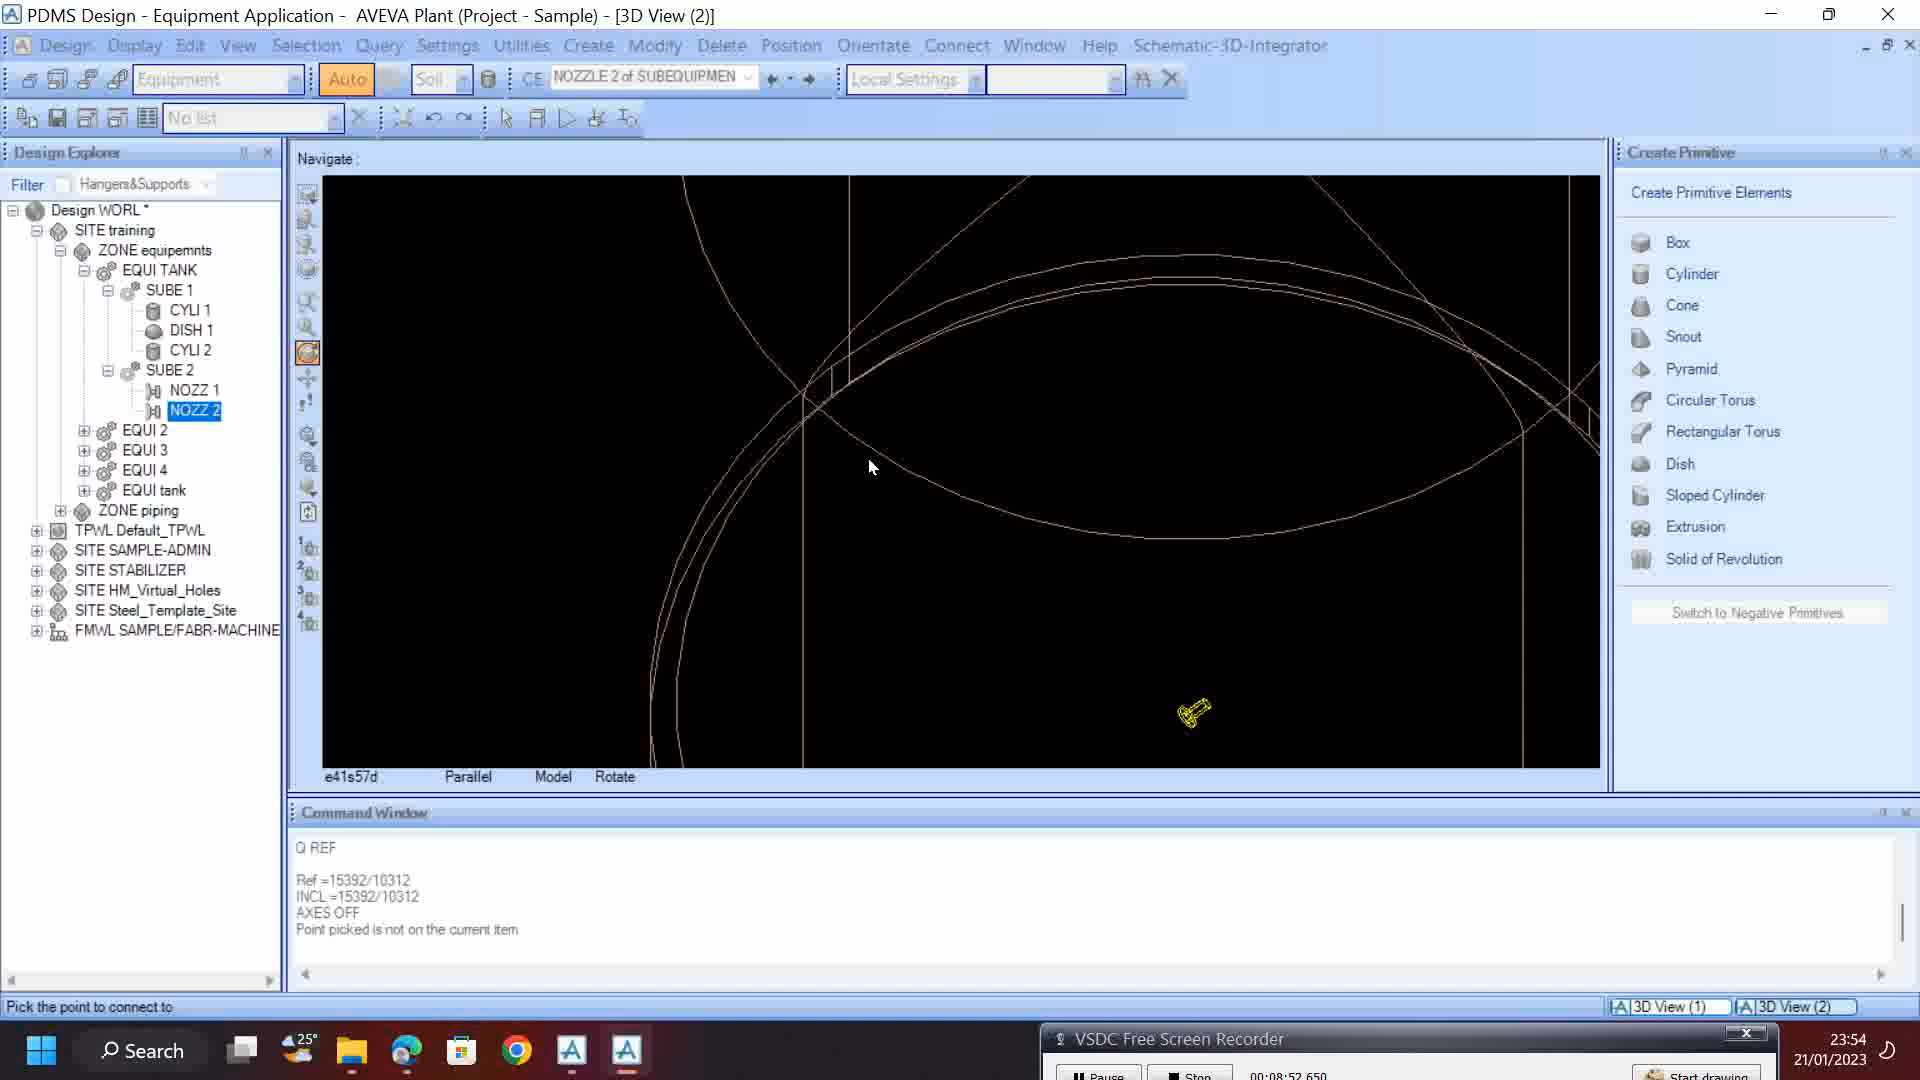 PDMS Design - Equipment Application - AVEVA Plant (Project - Sample) - [3D View (2)]
Design Display Edit View Selection Query Settings Utilities Create Modify Delete Position Orientate Connect Window Help Schematic-3D-Integrator
Equipment Auto Soil CE NOZZLE 2 of SUBEQUIPMEN Local Settings
No list
Design Explorer
Navigate :
Create Primitive
Filter Hangers&Supports
Create Primitive Elements
Design WORL *
SITE training
ZONE equipemnts
EQUI TANK
SUBE 1
CYLI 1
DISH 1
CYLI 2
SUBE 2
NOZZ 1
NOZZ 2
EQUI 2
EQUI 3
EQUI 4
EQUI tank
ZONE piping
TPWL Default_TPWL
SITE SAMPLE-ADMIN
SITE STABILIZER
SITE HM_Virtual_Holes
SITE Steel_Template_Site
FMWL SAMPLE/FABR-MACHINE
1
2
3
4
Box
Cylinder
Cone
Snout
Pyramid
Circular Torus
Rectangular Torus
Dish
Sloped Cylinder
Extrusion
Solid of Revolution
Switch to Negative Primitives
e41s57d Parallel Model Rotate
Command Window
Q REF
Ref =15392/10312
INCL =15392/10312
AXES OFF
Point picked is not on the current item
Pick the point to connect to
3D View (1) 3D View (2)
Search
25°
VSDC Free Screen Recorder
Pause Stop 00:08:52.650 Start drawing
23:54
21/01/2023